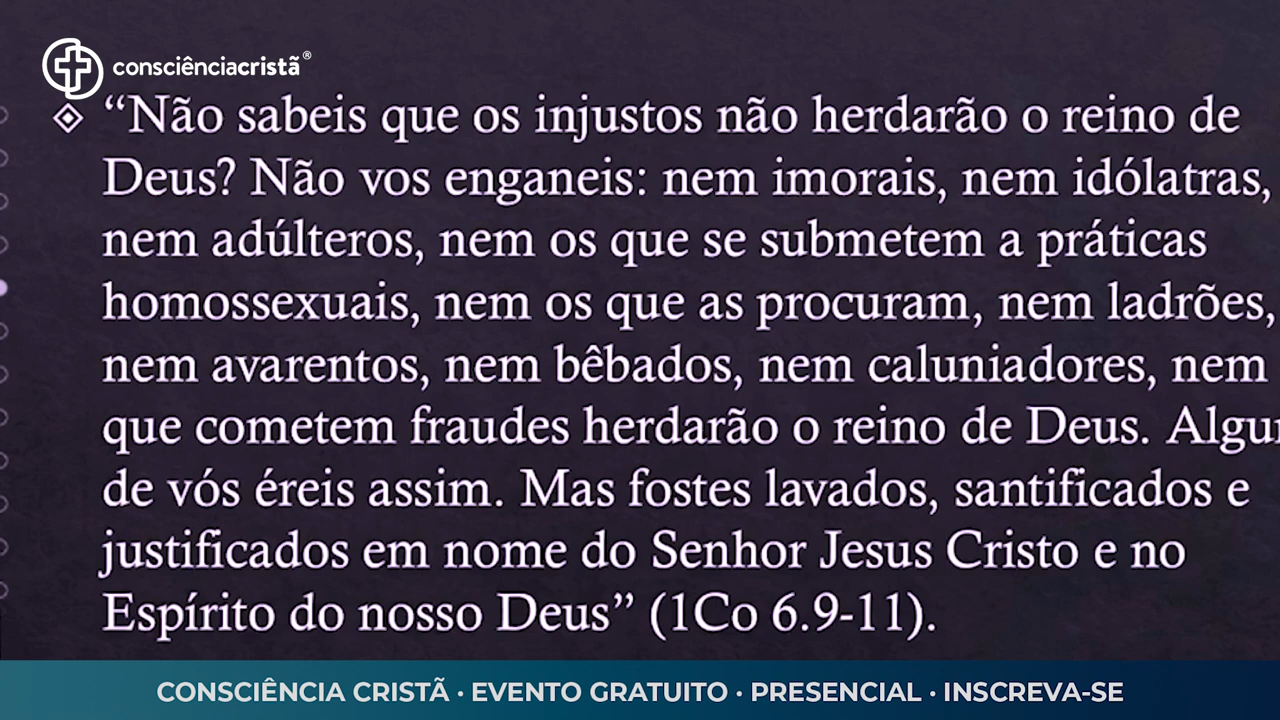 consciênciacristã®
“Não sabeis que os injustos não herdarão o reino de
Deus? Não vos enganeis: nem imorais, nem idólatras,
nem adúlteros, nem os que se submetem a práticas
homossexuais, nem os que as procuram, nem ladrões,
nem avarentos, nem bêbados, nem caluniadores, nem
que cometem fraudes herdarão o reino de Deus. Algu
de vós éreis assim. Mas fostes lavados, santificados e
justificados em nome do Senhor Jesus Cristo e no
Espírito do nosso Deus” (1Co 6.9-11).
CONSCIÊNCIA CRISTÃ · EVENTO GRATUITO · PRESENCIAL · INSCREVA-SE